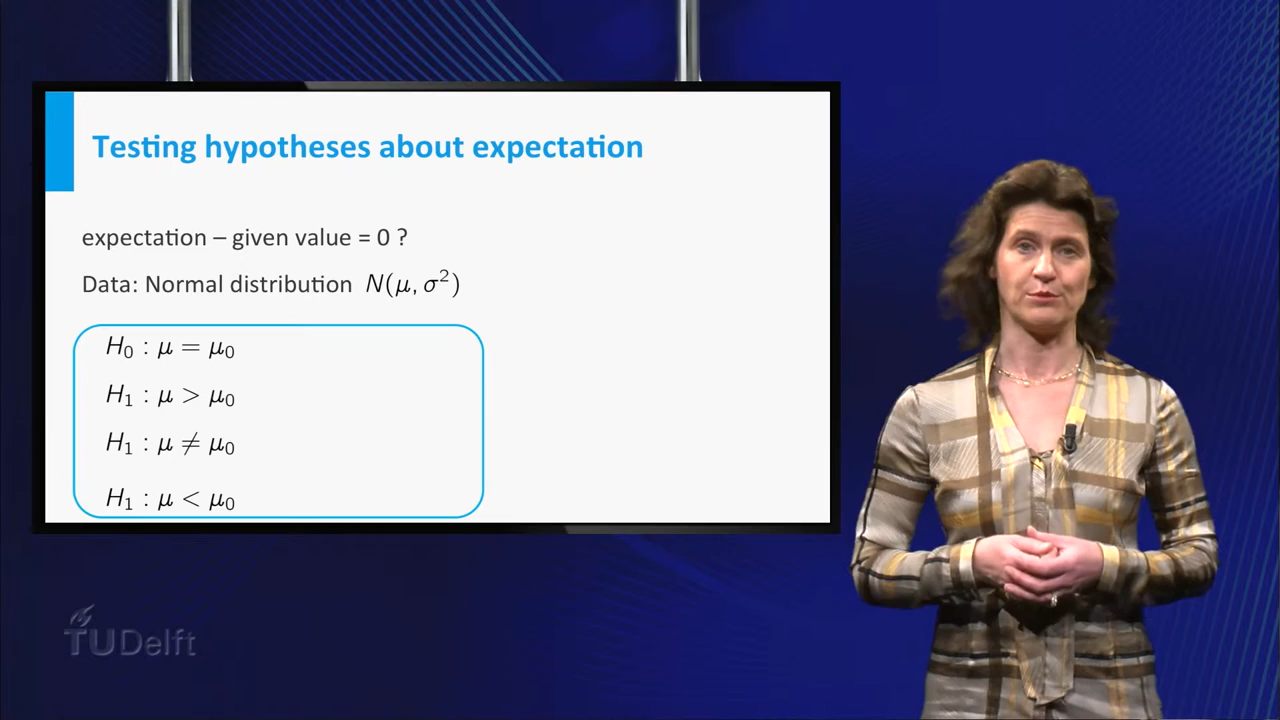 Testing hypotheses about expectation
expectation – given value = 0 ?
Data: Normal distribution N(μ, σ²)
H₀ : μ = μ₀
H₁ : μ > μ₀
H₁ : μ ≠ μ₀
H₁ : μ < μ₀
TUDelft